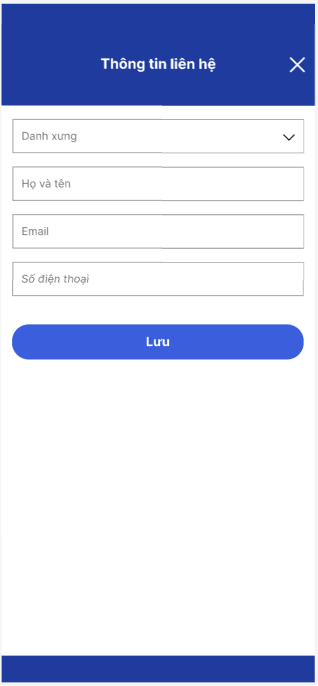 Thông tin liên hệ
Danh xưng
Họ và tên
Email
Số điện thoại
Lưu